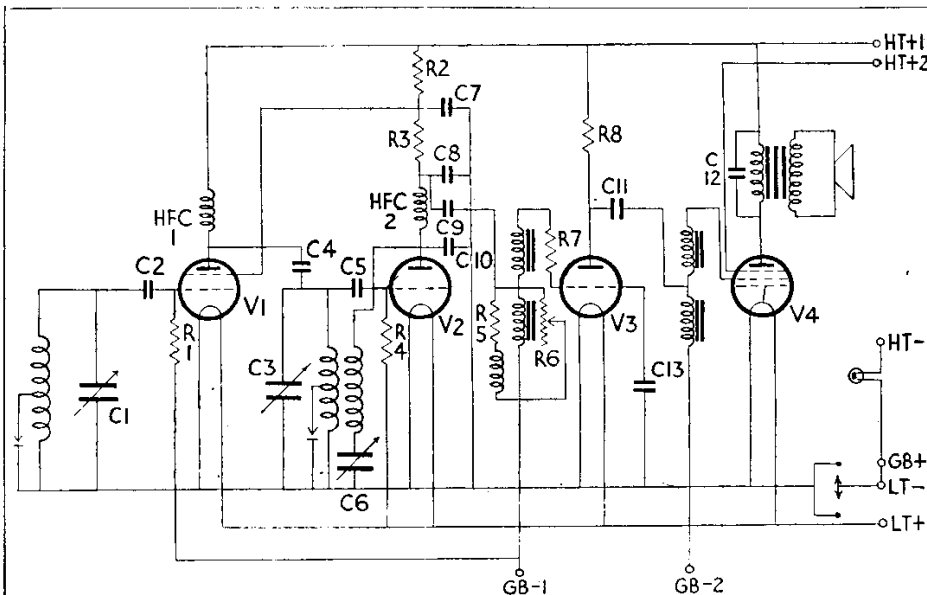 HT+1
HT+2
R2
C7
R3
R8
C8
C
12
HFC
1
HFC
2
C11
C9
C4
C10
R7
C2
C5
V1
V2
V3
V4
R
1
R
4
R
5
R6
HT-
C3
C13
C1
GB+
C6
LT-
LT+
GB-1
GB-2